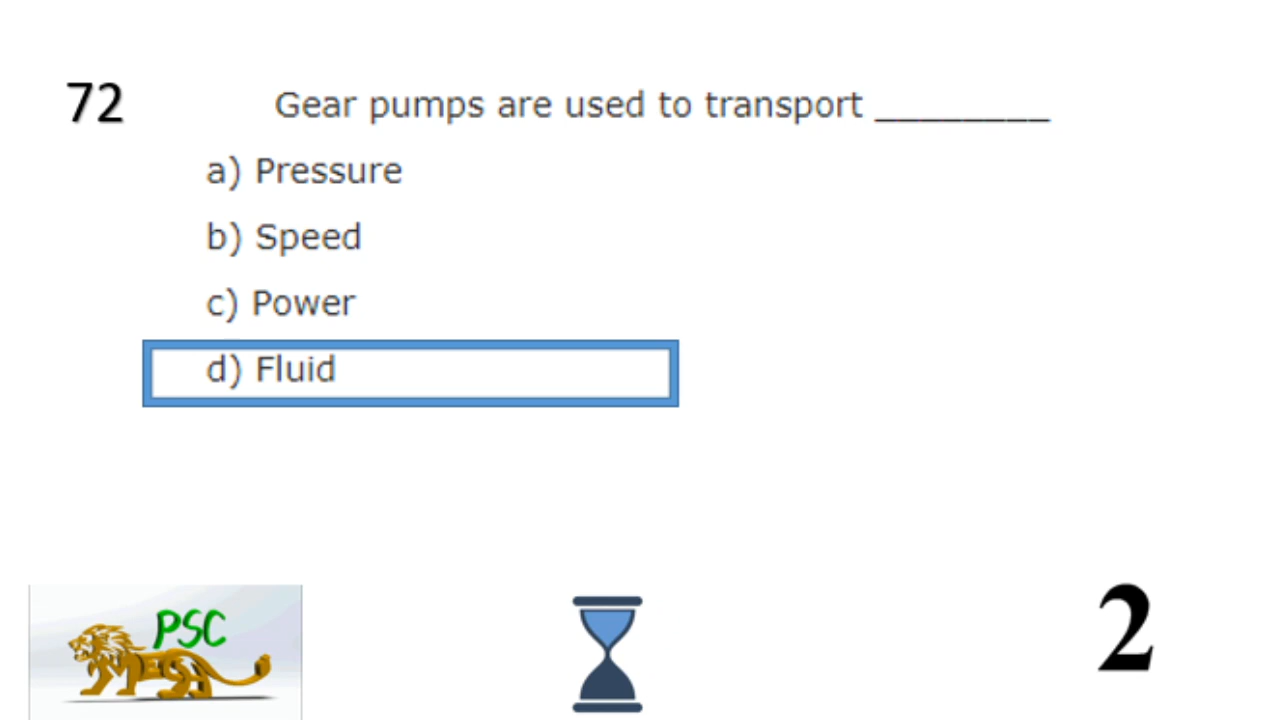 72 Gear pumps are used to transport ________
a) Pressure
b) Speed
c) Power
d) Fluid
PSC
2